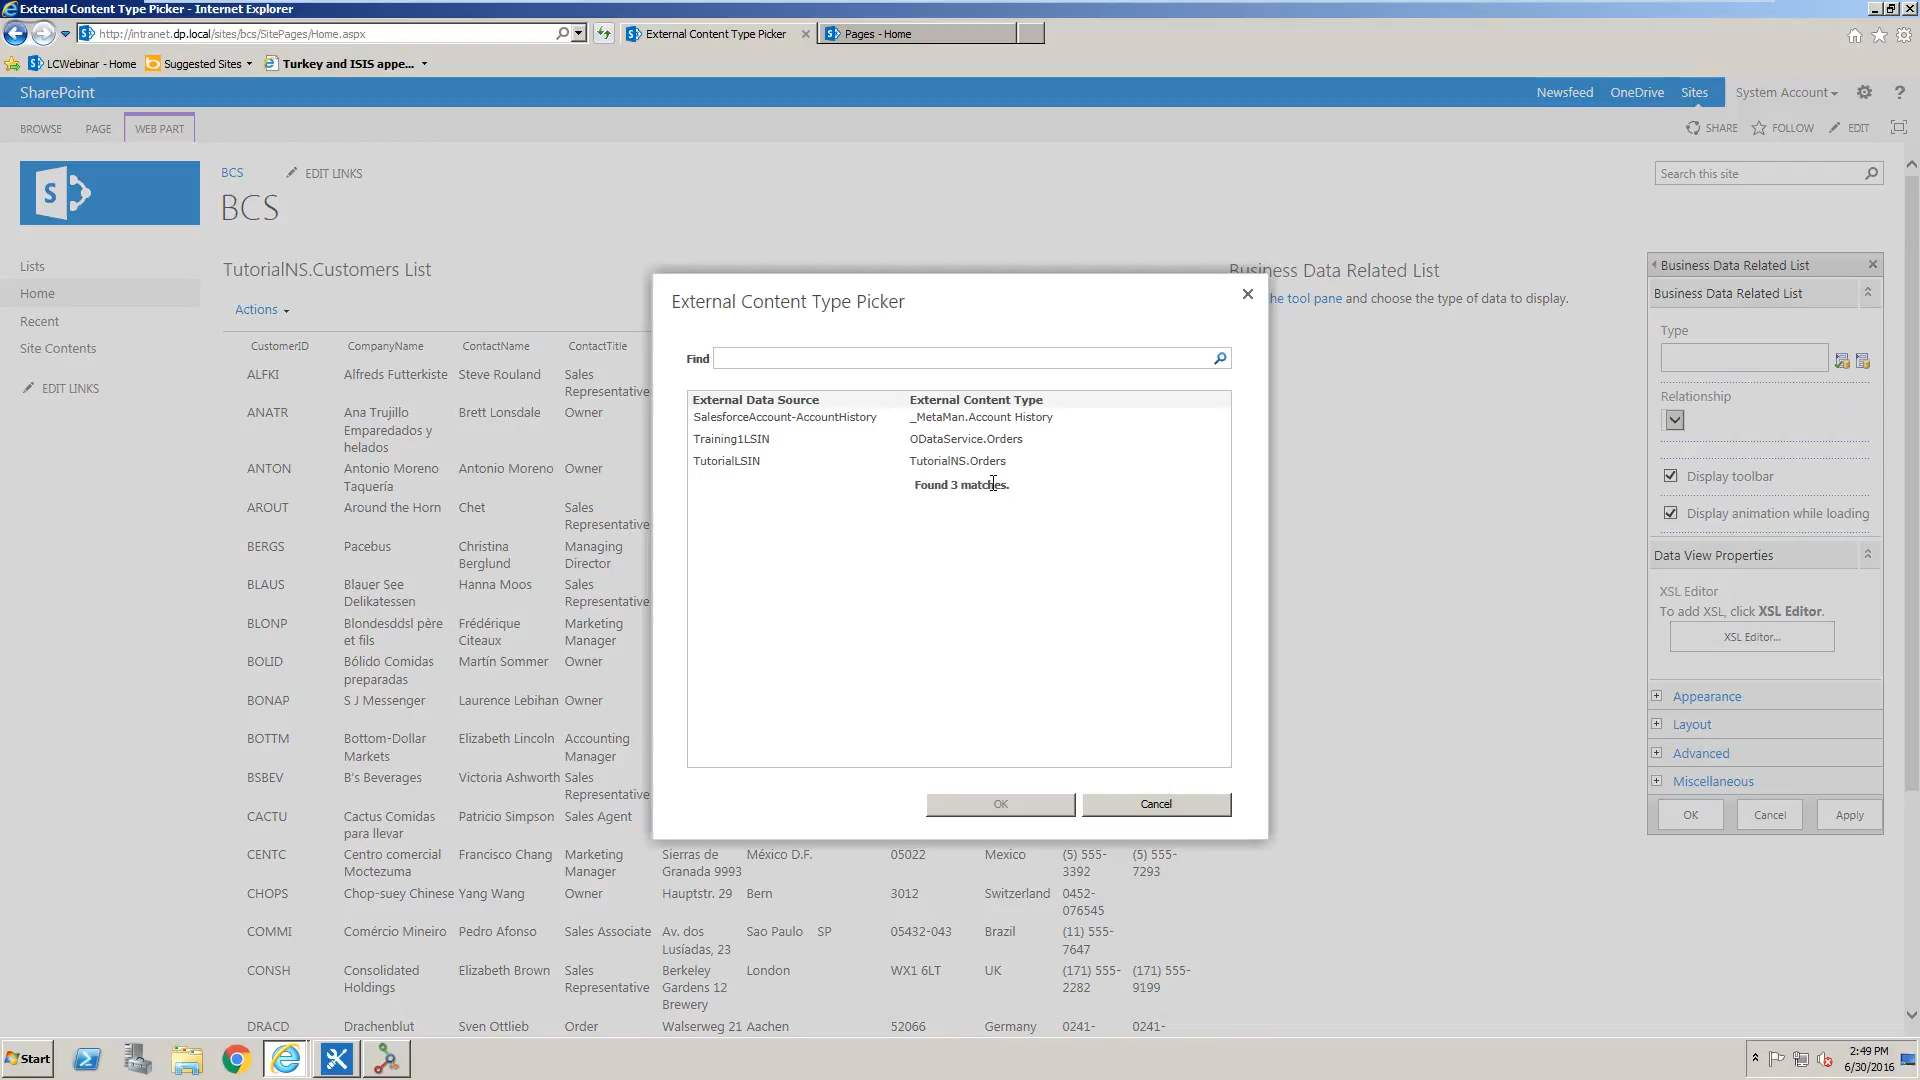 External Content Type Picker - Internet Explorer
http://intranet.dp.local/sites/bcs/SitePages/Home.aspx
External Content Type Picker
Pages - Home
LCWebinar - Home
Suggested Sites
Turkey and ISIS appe...
SharePoint
Newsfeed OneDrive Sites System Account ?
BROWSE PAGE WEB PART
SHARE FOLLOW EDIT
BCS EDIT LINKS
BCS
Search this site
Lists
Home
Recent
Site Contents
EDIT LINKS
TutorialNS.Customers List
Actions
CustomerID CompanyName ContactName ContactTitle
ALFKI Alfreds Futterkiste Steve Rouland Sales
Representative
ANATR Ana Trujillo Brett Lonsdale Owner
Emparedados y
helados
ANTON Antonio Moreno Antonio Moreno Owner
Taquería
AROUT Around the Horn Chet Sales
Representative
BERGS Pacebus Christina Managing
Berglund Director
BLAUS Blauer See Hanna Moos Sales
Delikatessen Representative
BLONP Blondesddsl père Frédérique Marketing
et fils Citeaux Manager
BOLID Bólido Comidas Martín Sommer Owner
preparadas
BONAP S J Messenger Laurence Lebihan Owner
BOTTM Bottom-Dollar Elizabeth Lincoln Accounting
Markets Manager
BSBEV B's Beverages Victoria Ashworth Sales
Representative
CACTU Cactus Comidas Patricio Simpson Sales Agent
para llevar
CENTC Centro comercial Francisco Chang Marketing Sierras de México D.F. 05022 Mexico (5) 555- (5) 555-
Moctezuma Manager Granada 9993 3392 7293
CHOPS Chop-suey Chinese Yang Wang Owner Hauptstr. 29 Bern 3012 Switzerland 0452-
076545
COMMI Comércio Mineiro Pedro Afonso Sales Associate Av. dos Sao Paulo SP 05432-043 Brazil (11) 555-
Lusíadas, 23 7647
CONSH Consolidated Elizabeth Brown Sales Berkeley London WX1 6LT UK (171) 555- (171) 555-
Holdings Representative Gardens 12 2282 9199
Brewery
DRACD Drachenblut Sven Ottlieb Order Walserweg 21 Aachen 52066 Germany 0241- 0241-
External Content Type Picker
Find
External Data Source External Content Type
SalesforceAccount-AccountHistory _MetaMan.Account History
Training1LSIN ODataService.Orders
TutorialLSIN TutorialNS.Orders
Found 3 matches.
OK Cancel
Business Data Related List
he tool pane and choose the type of data to display.
Business Data Related List
Business Data Related List
Type
Relationship
Display toolbar
Display animation while loading
Data View Properties
XSL Editor
To add XSL, click XSL Editor.
XSL Editor...
Appearance
Layout
Advanced
Miscellaneous
OK Cancel Apply
Start
2:49 PM
6/30/2016